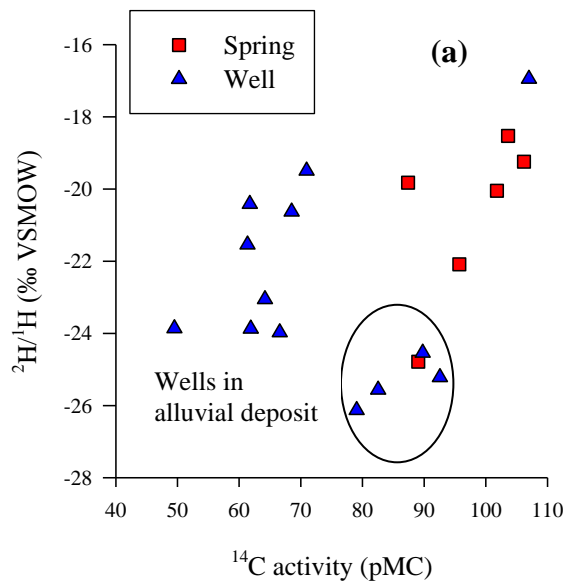 Spring
Well
(a)
-16
-18
-20
-22
-24
-26
-28
²H/¹H (‰ VSMOW)
Wells in
alluvial deposit
40 50 60 70 80 90 100 110
¹⁴C activity (pMC)